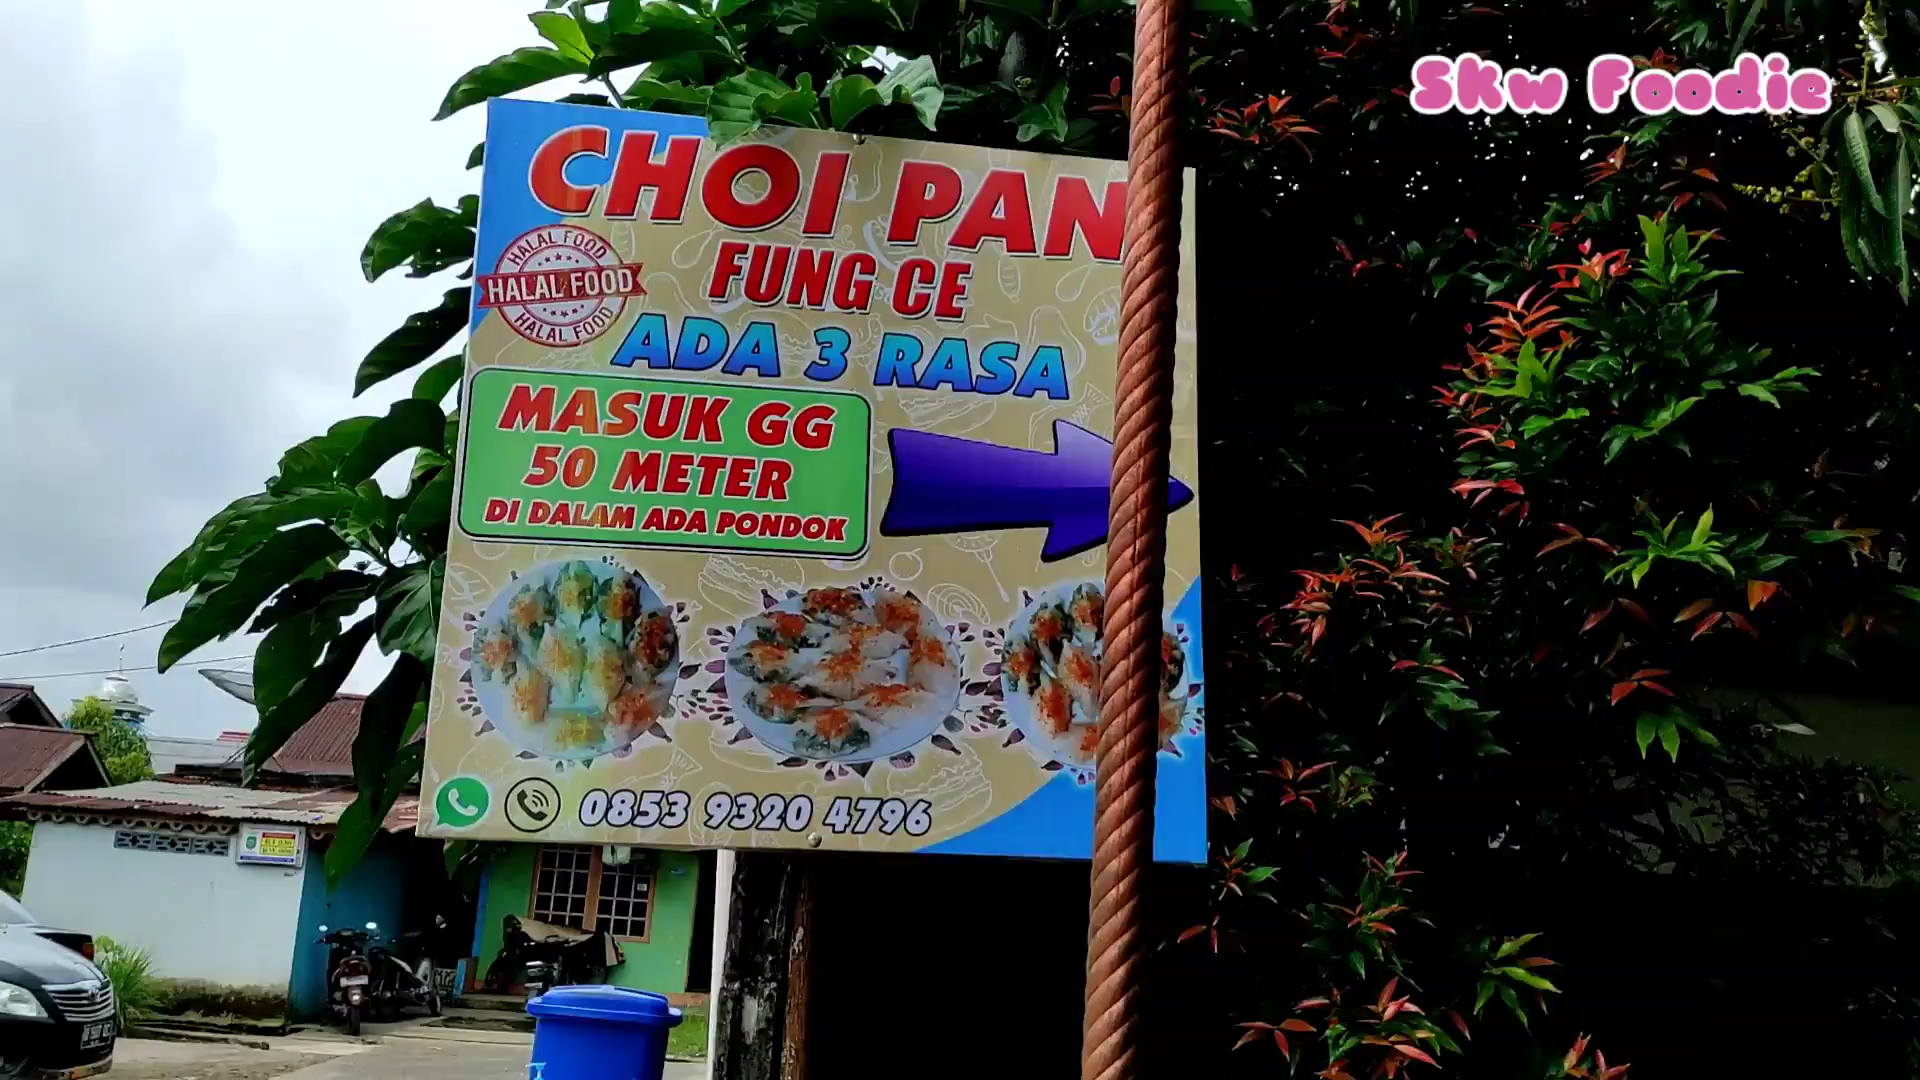 Skw Foodie
CHOI PAN
FUNG CE
HALAL FOOD
HALAL FOOD
HALAL FOOD
ADA 3 RASA
MASUK GG
50 METER
DI DALAM ADA PONDOK
0853 9320 4796